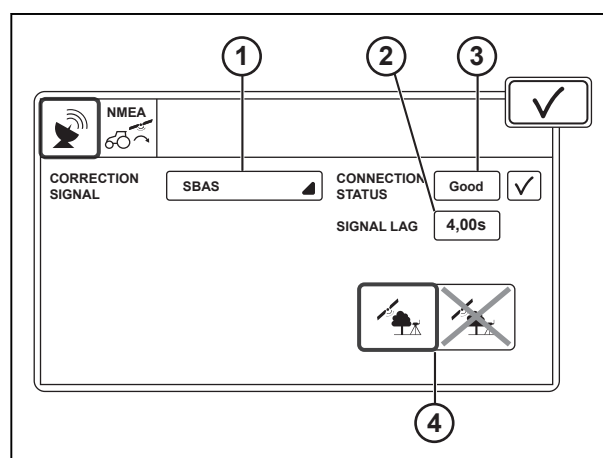 1
2
3
NMEA
CORRECTION
SIGNAL
SBAS
CONNECTION
STATUS
Good
SIGNAL LAG
4,00s
4